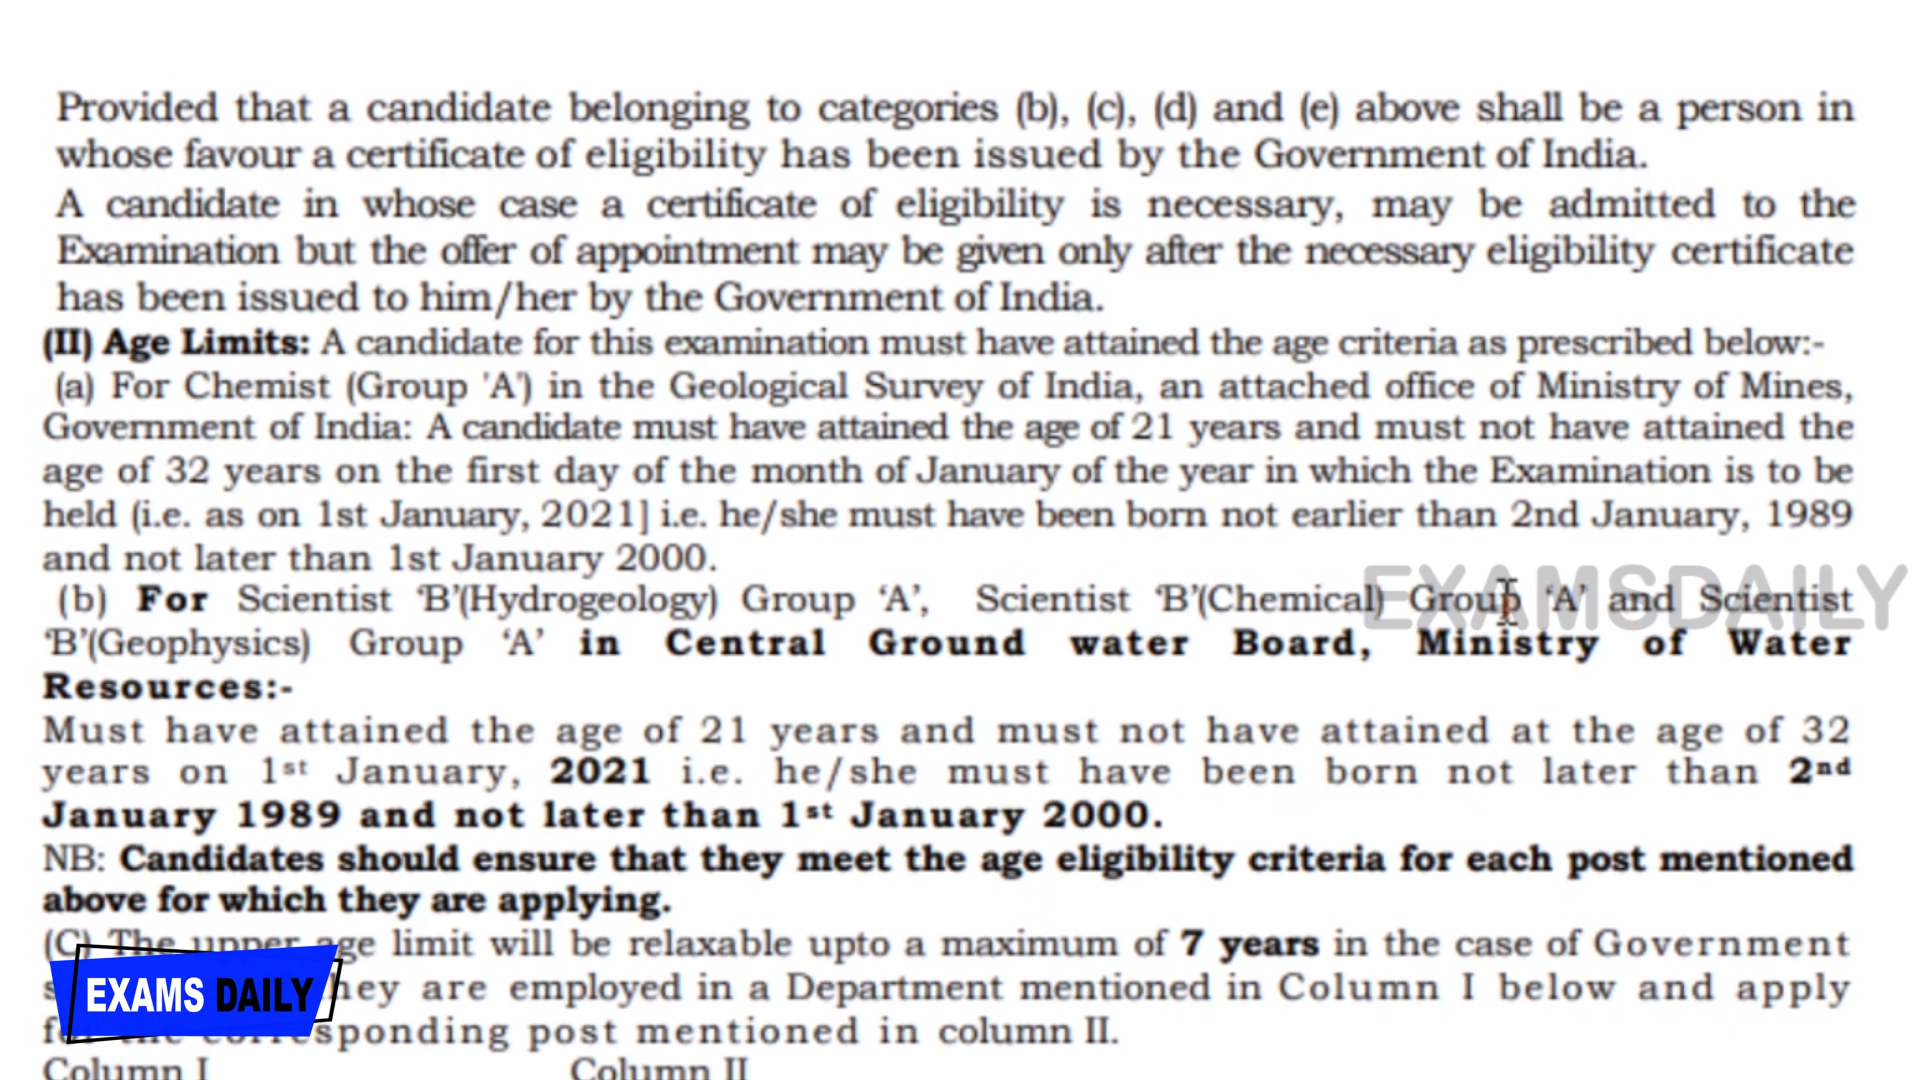 Provided that a candidate belonging to categories (b), (c), (d) and (e) above shall be a person in
whose favour a certificate of eligibility has been issued by the Government of India.
A candidate in whose case a certificate of eligibility is necessary, may be admitted to the
Examination but the offer of appointment may be given only after the necessary eligibility certificate
has been issued to him/her by the Government of India.
(II) Age Limits: A candidate for this examination must have attained the age criteria as prescribed below:-
(a) For Chemist (Group 'A') in the Geological Survey of India, an attached office of Ministry of Mines,
Government of India: A candidate must have attained the age of 21 years and must not have attained the
age of 32 years on the first day of the month of January of the year in which the Examination is to be
held (i.e. as on 1st January, 2021] i.e. he/she must have been born not earlier than 2nd January, 1989
and not later than 1st January 2000.
EXAMSDAILY
(b) For Scientist 'B'(Hydrogeology) Group 'A', Scientist 'B'(Chemical) Group 'A' and Scientist
'B'(Geophysics) Group 'A' in Central Ground water Board, Ministry of Water
Resources:-
Must have attained the age of 21 years and must not have attained at the age of 32
years on 1st January, 2021 i.e. he/she must have been born not later than 2nd
January 1989 and not later than 1st January 2000.
NB: Candidates should ensure that they meet the age eligibility criteria for each post mentioned
above for which they are applying.
(C) The upper age limit will be relaxable upto a maximum of 7 years in the case of Government
they are employed in a Department mentioned in Column I below and apply
for the corresponding post mentioned in column II.
Column I Column II
EXAMS DAILY